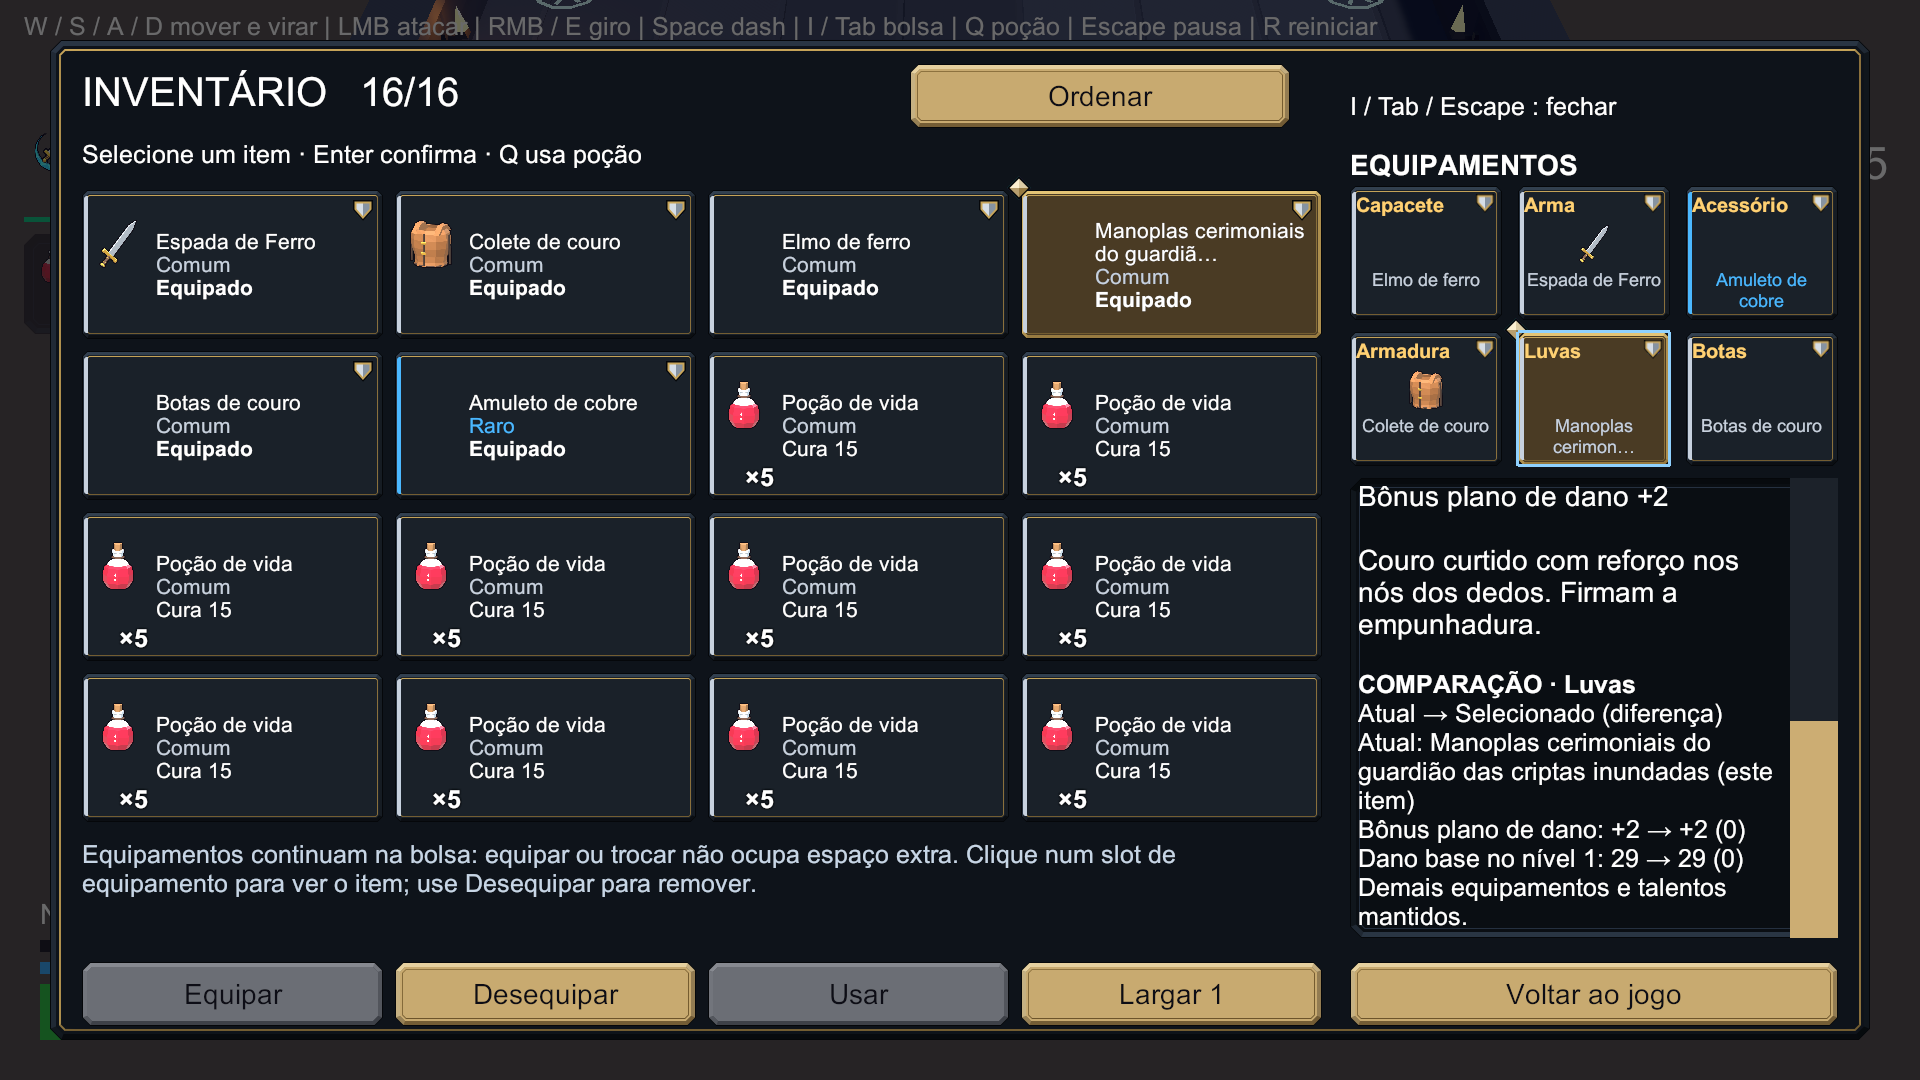 W / S / A / D mover e virar | LMB atacar | RMB / E giro | Space dash | I / Tab bolsa | Q poção | Escape pausa | R reiniciar
INVENTÁRIO 16/16
Ordenar
I / Tab / Escape : fechar
Selecione um item · Enter confirma · Q usa poção
Espada de Ferro
Comum
Equipado
Colete de couro
Comum
Equipado
Elmo de ferro
Comum
Equipado
Manoplas cerimoniais
do guardiã…
Comum
Equipado
Botas de couro
Comum
Equipado
Amuleto de cobre
Raro
Equipado
Poção de vida
Comum
Cura 15
×5
Poção de vida
Comum
Cura 15
×5
Poção de vida
Comum
Cura 15
×5
Poção de vida
Comum
Cura 15
×5
Poção de vida
Comum
Cura 15
×5
Poção de vida
Comum
Cura 15
×5
Poção de vida
Comum
Cura 15
×5
Poção de vida
Comum
Cura 15
×5
Poção de vida
Comum
Cura 15
×5
Poção de vida
Comum
Cura 15
×5
Equipamentos continuam na bolsa: equipar ou trocar não ocupa espaço extra. Clique num slot de
equipamento para ver o item; use Desequipar para remover.
Equipar
Desequipar
Usar
Largar 1
EQUIPAMENTOS
5
Capacete
Elmo de ferro
Arma
Espada de Ferro
Acessório
Amuleto de
cobre
Armadura
Colete de couro
Luvas
Manoplas
cerimon…
Botas
Botas de couro
Bônus plano de dano +2
Couro curtido com reforço nos
nós dos dedos. Firmam a
empunhadura.
COMPARAÇÃO · Luvas
Atual → Selecionado (diferença)
Atual: Manoplas cerimoniais do
guardião das criptas inundadas (este
item)
Bônus plano de dano: +2 → +2 (0)
Dano base no nível 1: 29 → 29 (0)
Demais equipamentos e talentos
mantidos.
Voltar ao jogo